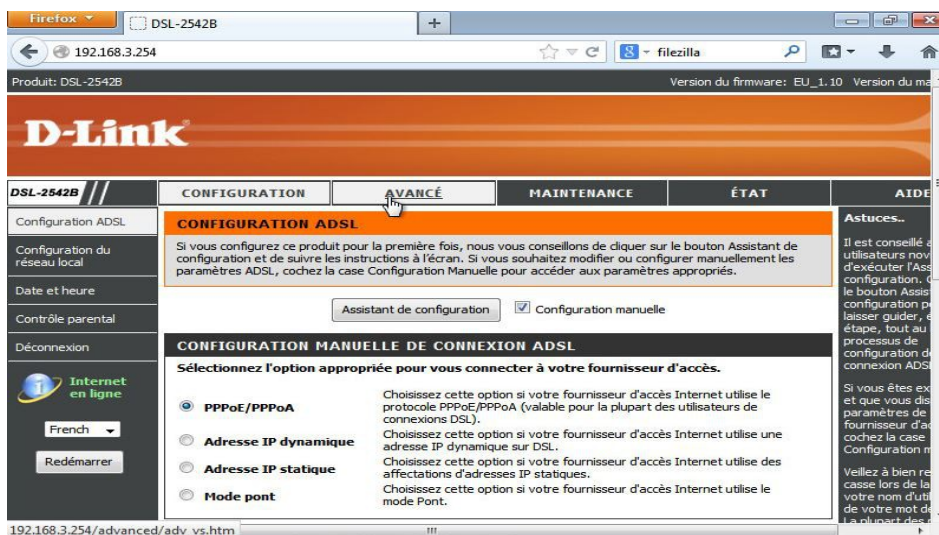 Firefox
DSL-2542B
192.168.3.254
filezilla
Produit: DSL-2542B
Version du firmware: EU_1.10 Version du
D-Link
DSL-2542B
CONFIGURATION
AVANCÉ
MAINTENANCE
ÉTAT
AIDE
Configuration ADSL
Configuration du
réseau local
Date et heure
Contrôle parental
Déconnexion
Internet
en ligne
French
Redémarrer
CONFIGURATION ADSL
Si vous configurez ce produit pour la première fois, nous vous conseillons de cliquer sur le bouton Assistant de
configuration et de suivre les instructions à l'écran. Si vous souhaitez modifier ou configurer manuellement les
paramètres ADSL, cochez la case Configuration Manuelle pour accéder aux paramètres appropriés.
Assistant de configuration
Configuration manuelle
CONFIGURATION MANUELLE DE CONNEXION ADSL
Sélectionnez l'option appropriée pour vous connecter à votre fournisseur d'accès.
PPPoE/PPPoA
Choisissez cette option si votre fournisseur d'accès Internet utilise le
protocole PPPoE/PPPoA (valable pour la plupart des utilisateurs de
connexions DSL).
Adresse IP dynamique
Choisissez cette option si votre fournisseur d'accès Internet utilise une
adresse IP dynamique sur DSL.
Adresse IP statique
Choisissez cette option si votre fournisseur d'accès Internet utilise des
affectations d'adresses IP statiques.
Mode pont
Choisissez cette option si votre fournisseur d'accès Internet utilise le
mode Pont.
Astuces..
Il est conseillé
utilisateurs
d'exécuter
configuration.
le bouton
configuration
laisser guider,
étape, tout au
processus de
configuration
connexion
Si vous êtes
et que vous
paramètres de
fournisseur
cochez la case
Configuration
Veillez à bien
casse lors de la
votre nom
de votre mot
La plupart des
192.168.3.254/advanced/adv_vs.htm